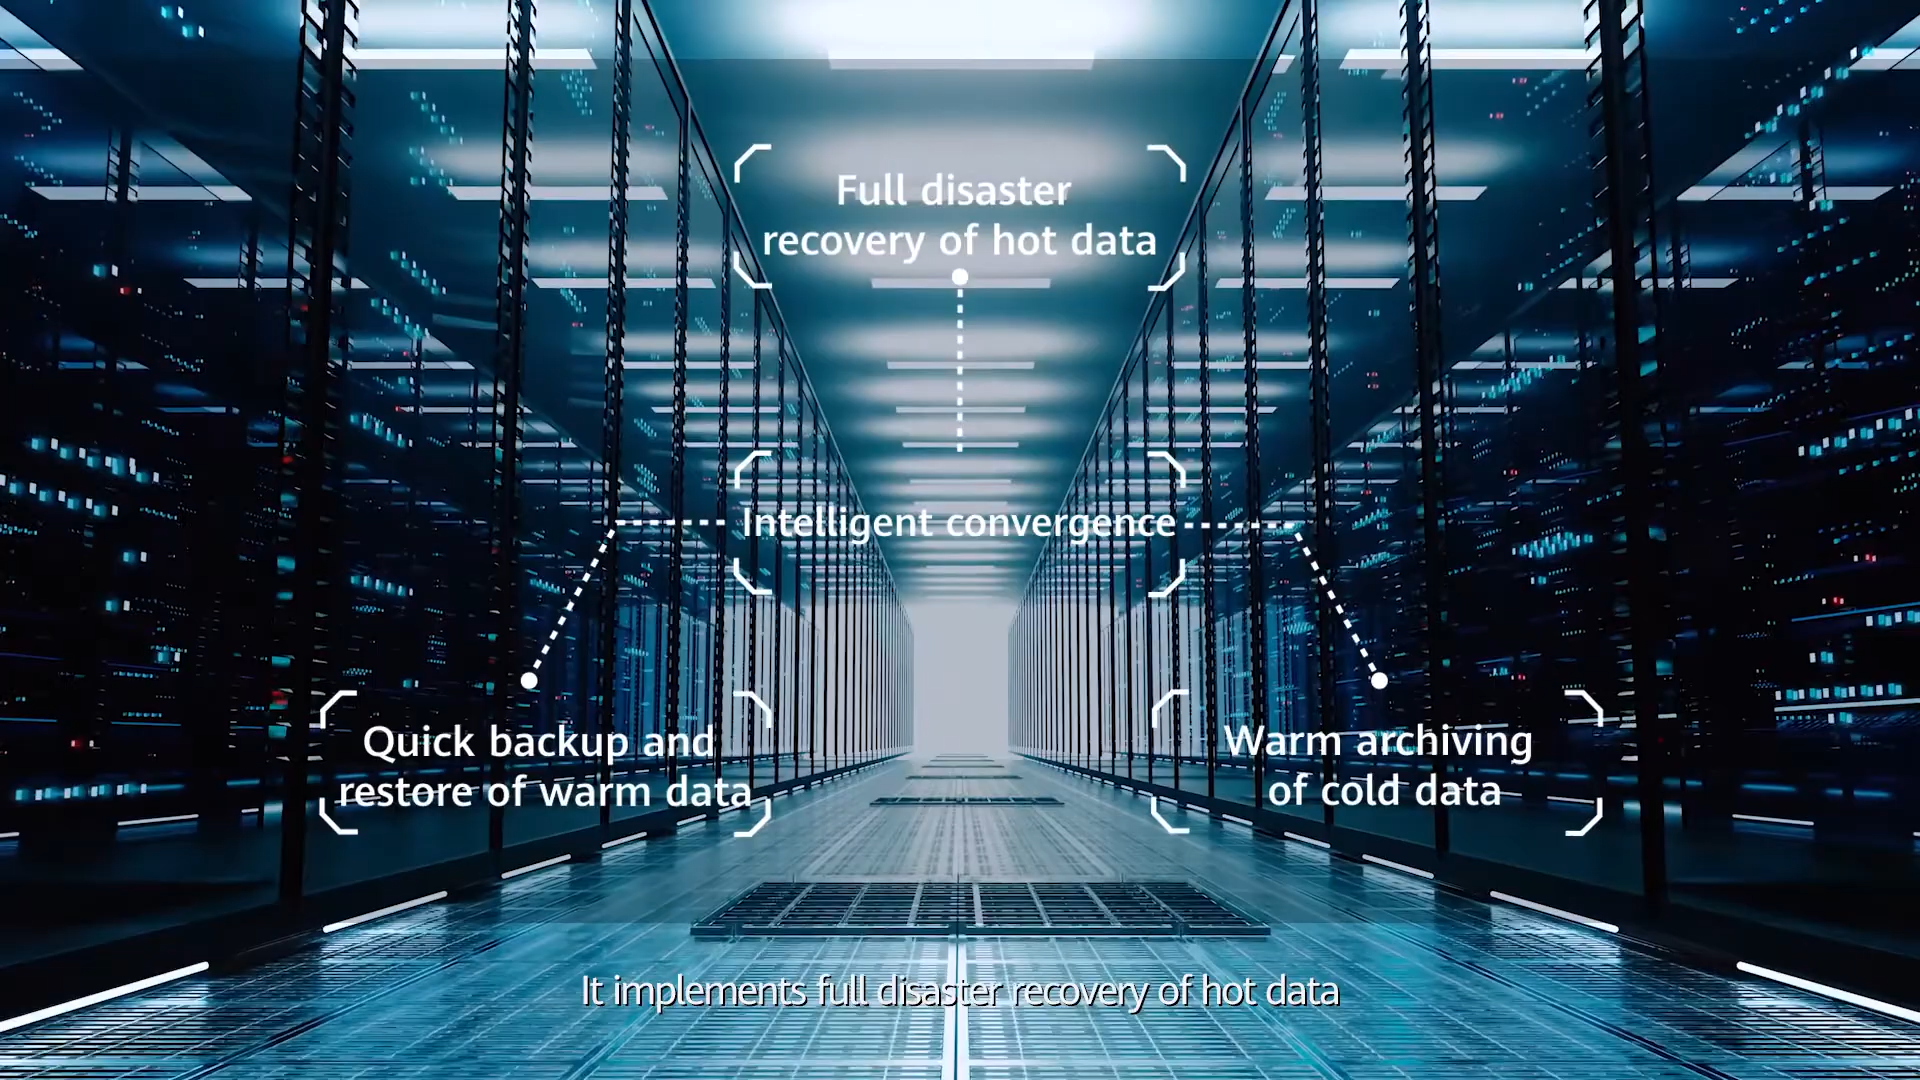 Full disaster
recovery of hot data
Intelligent convergence
Quick backup and
restore of warm data
Warm archiving
of cold data
It implements full disaster recovery of hot data